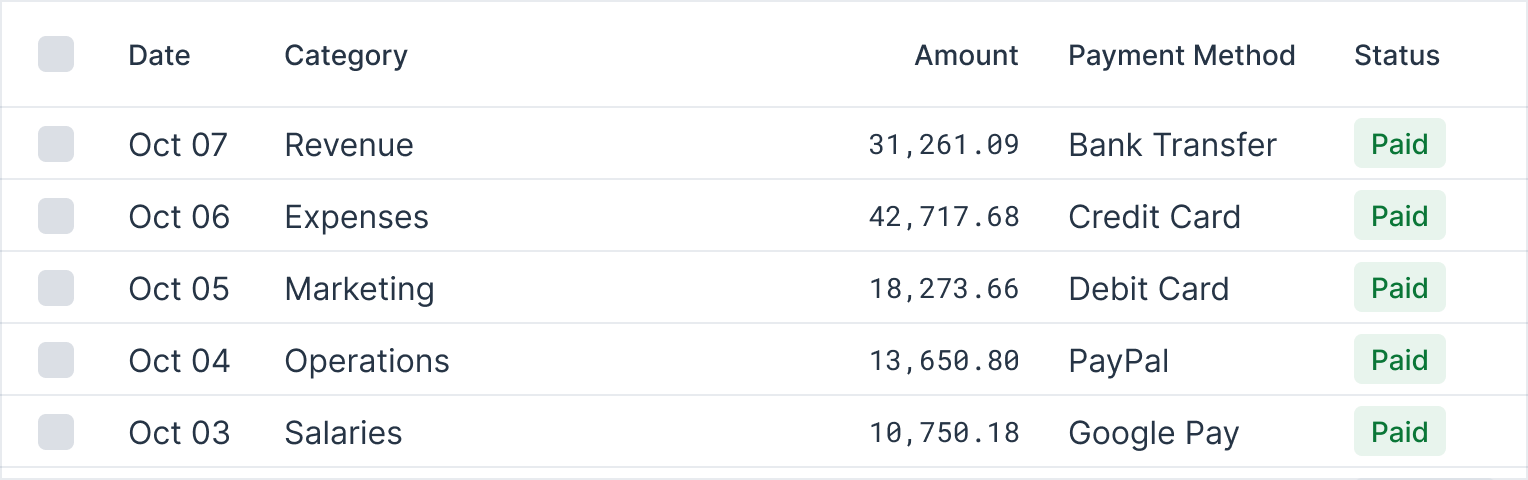 Date Category Amount Payment Method Status
Oct 07 Revenue 31,261.09 Bank Transfer Paid
Oct 06 Expenses 42,717.68 Credit Card Paid
Oct 05 Marketing 18,273.66 Debit Card Paid
Oct 04 Operations 13,650.80 PayPal Paid
Oct 03 Salaries 10,750.18 Google Pay Paid